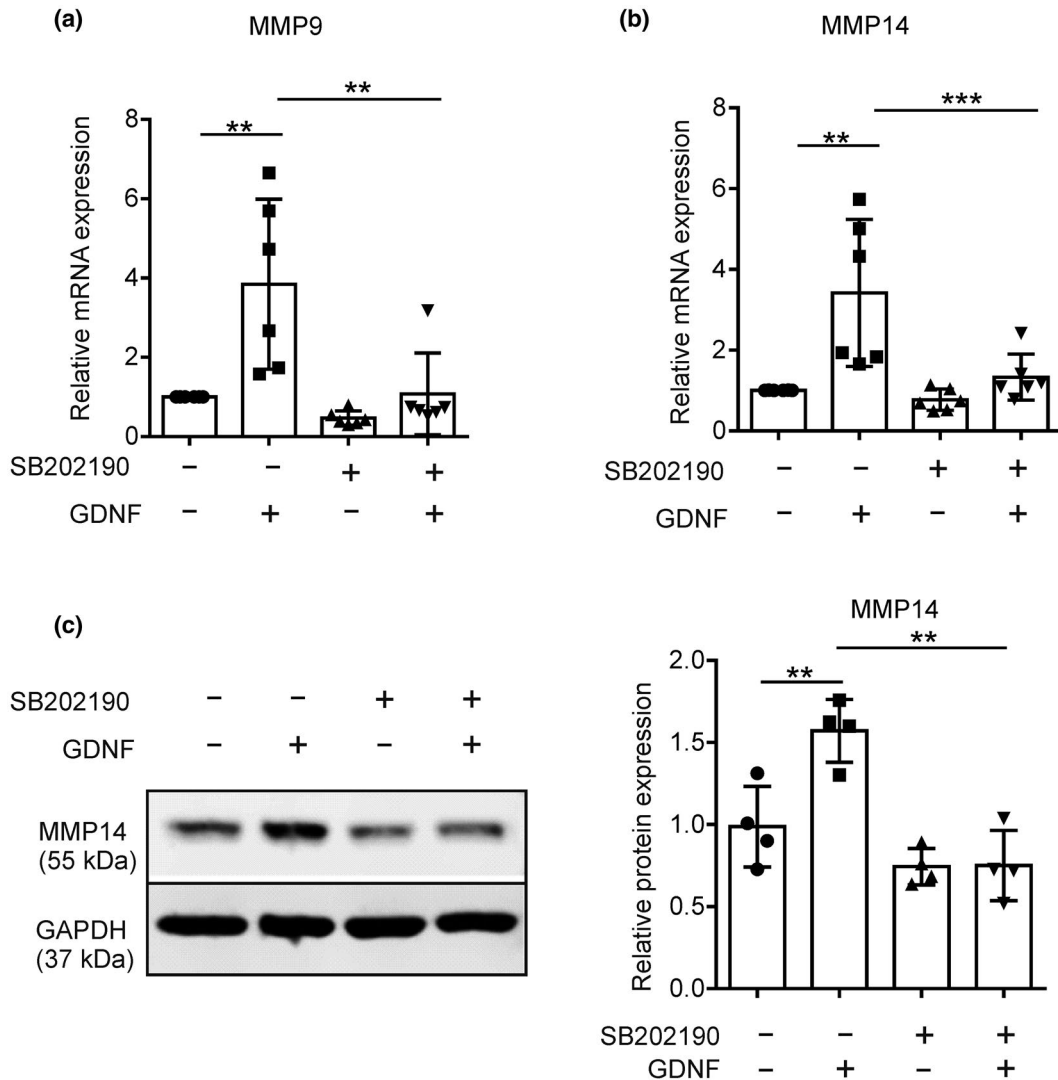 (a)
MMP9
**
**
8
6
4
2
0
Relative mRNA expression
SB202190 − − + +
GDNF − + − +
(b)
MMP14
***
**
8
6
4
2
0
Relative mRNA expression
SB202190 − − + +
GDNF − + − +
(c)
SB202190 − − + +
GDNF − + − +
MMP14
(55 kDa)
GAPDH
(37 kDa)
MMP14
**
**
2.0
1.5
1.0
0.5
0.0
Relative protein expression
SB202190 − − + +
GDNF − + − +